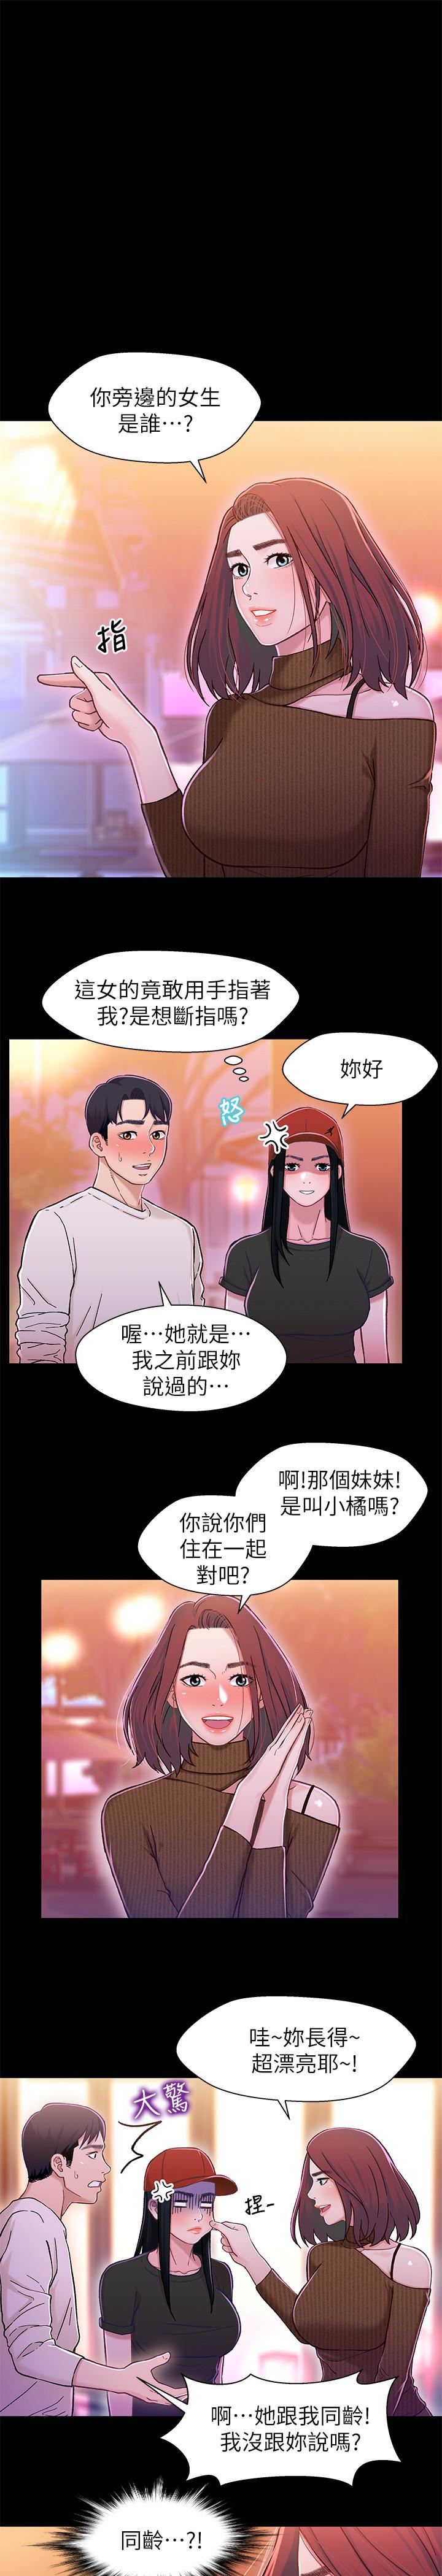 你旁邊的女生
是誰⋯?
指
這女的竟敢用手指著
我?是想斷指嗎?
怒
妳好
喔⋯她就是⋯
我之前跟妳
說過的⋯
啊!那個妹妹!
是叫小橘嗎?
你說你們
住在一起
對吧?
哇~妳長得~
超漂亮耶~!
大驚
捏-
啊⋯她跟我同齡!
我沒跟妳說嗎?
同齡⋯?!